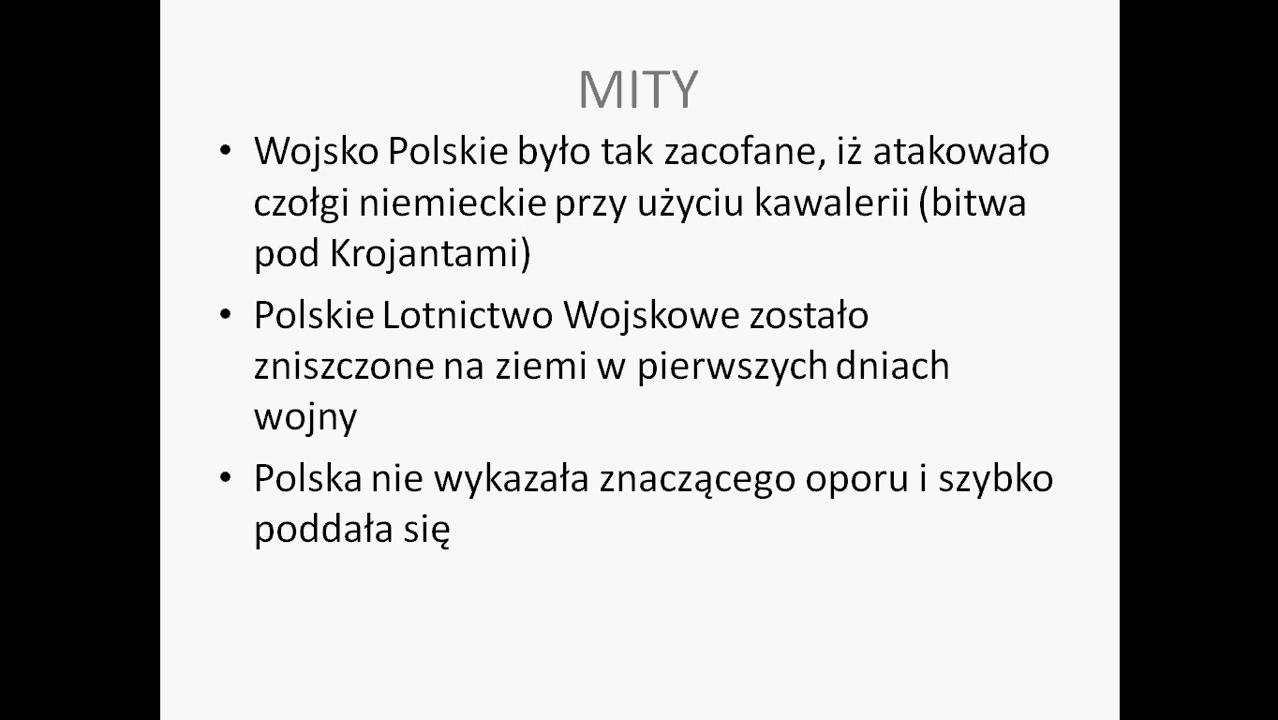 MITY
• Wojsko Polskie było tak zacofane, iż atakowało
czołgi niemieckie przy użyciu kawalerii (bitwa
pod Krojantami)
• Polskie Lotnictwo Wojskowe zostało
zniszczone na ziemi w pierwszych dniach
wojny
• Polska nie wykazała znaczącego oporu i szybko
poddała się